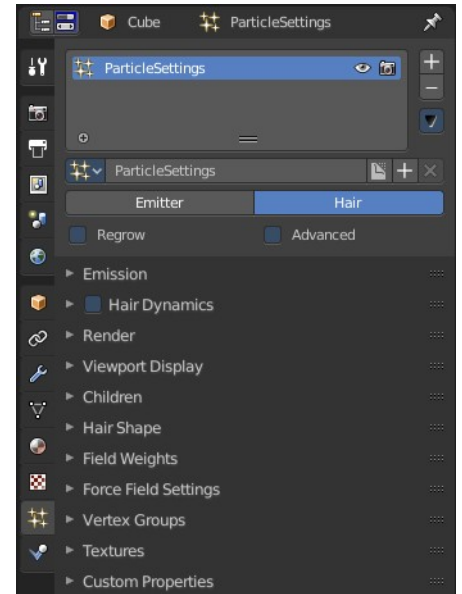 Cube ParticleSettings
ParticleSettings
ParticleSettings
Emitter Hair
Regrow Advanced
Emission
Hair Dynamics
Render
Viewport Display
Children
Hair Shape
Field Weights
Force Field Settings
Vertex Groups
Textures
Custom Properties